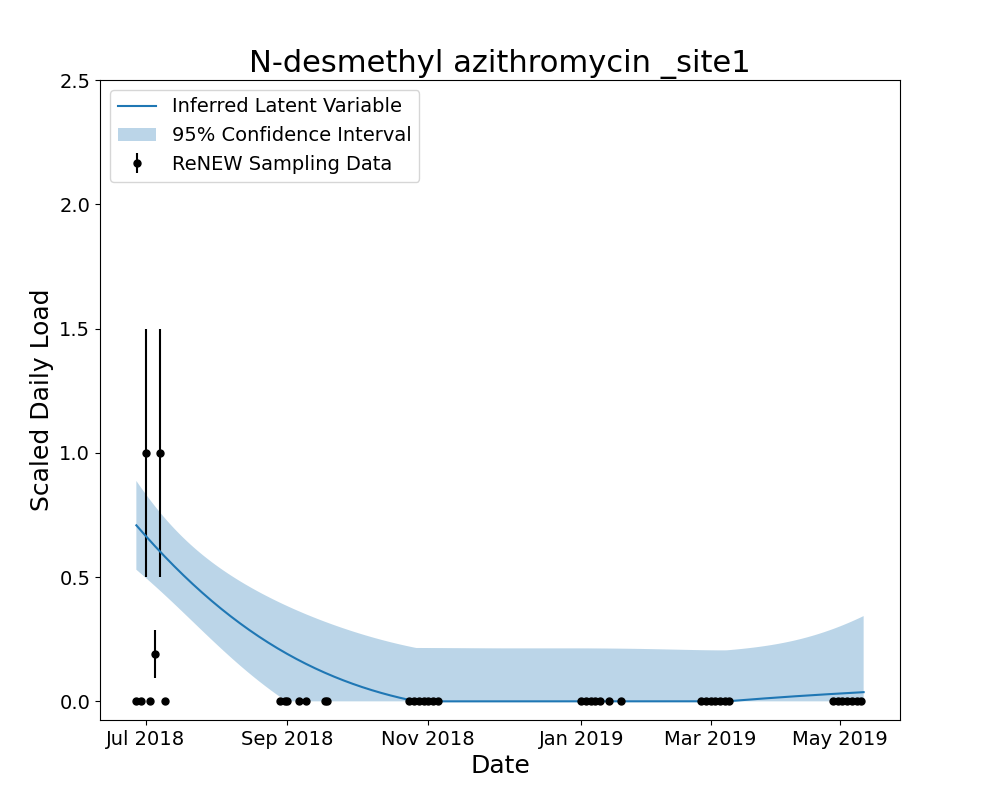 N-desmethyl azithromycin _site1
2.5
2.0
1.5
1.0
0.5
0.0
Scaled Daily Load
Inferred Latent Variable
95% Confidence Interval
ReNEW Sampling Data
Jul 2018 Sep 2018 Nov 2018 Jan 2019 Mar 2019 May 2019
Date